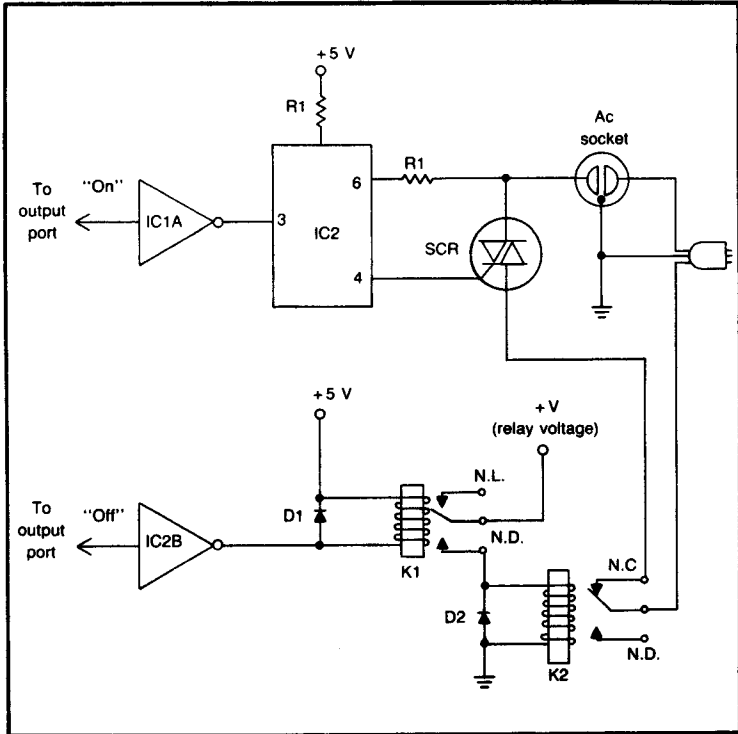 +5 V
R1
Ac
socket
R1
To
output
port
"On"
IC1A
3
IC2
6
4
SCR
+5 V
+V
(relay voltage)
N.L.
N.D.
To
output
port
"Off"
IC2B
D1
K1
N.C
D2
K2
N.D.